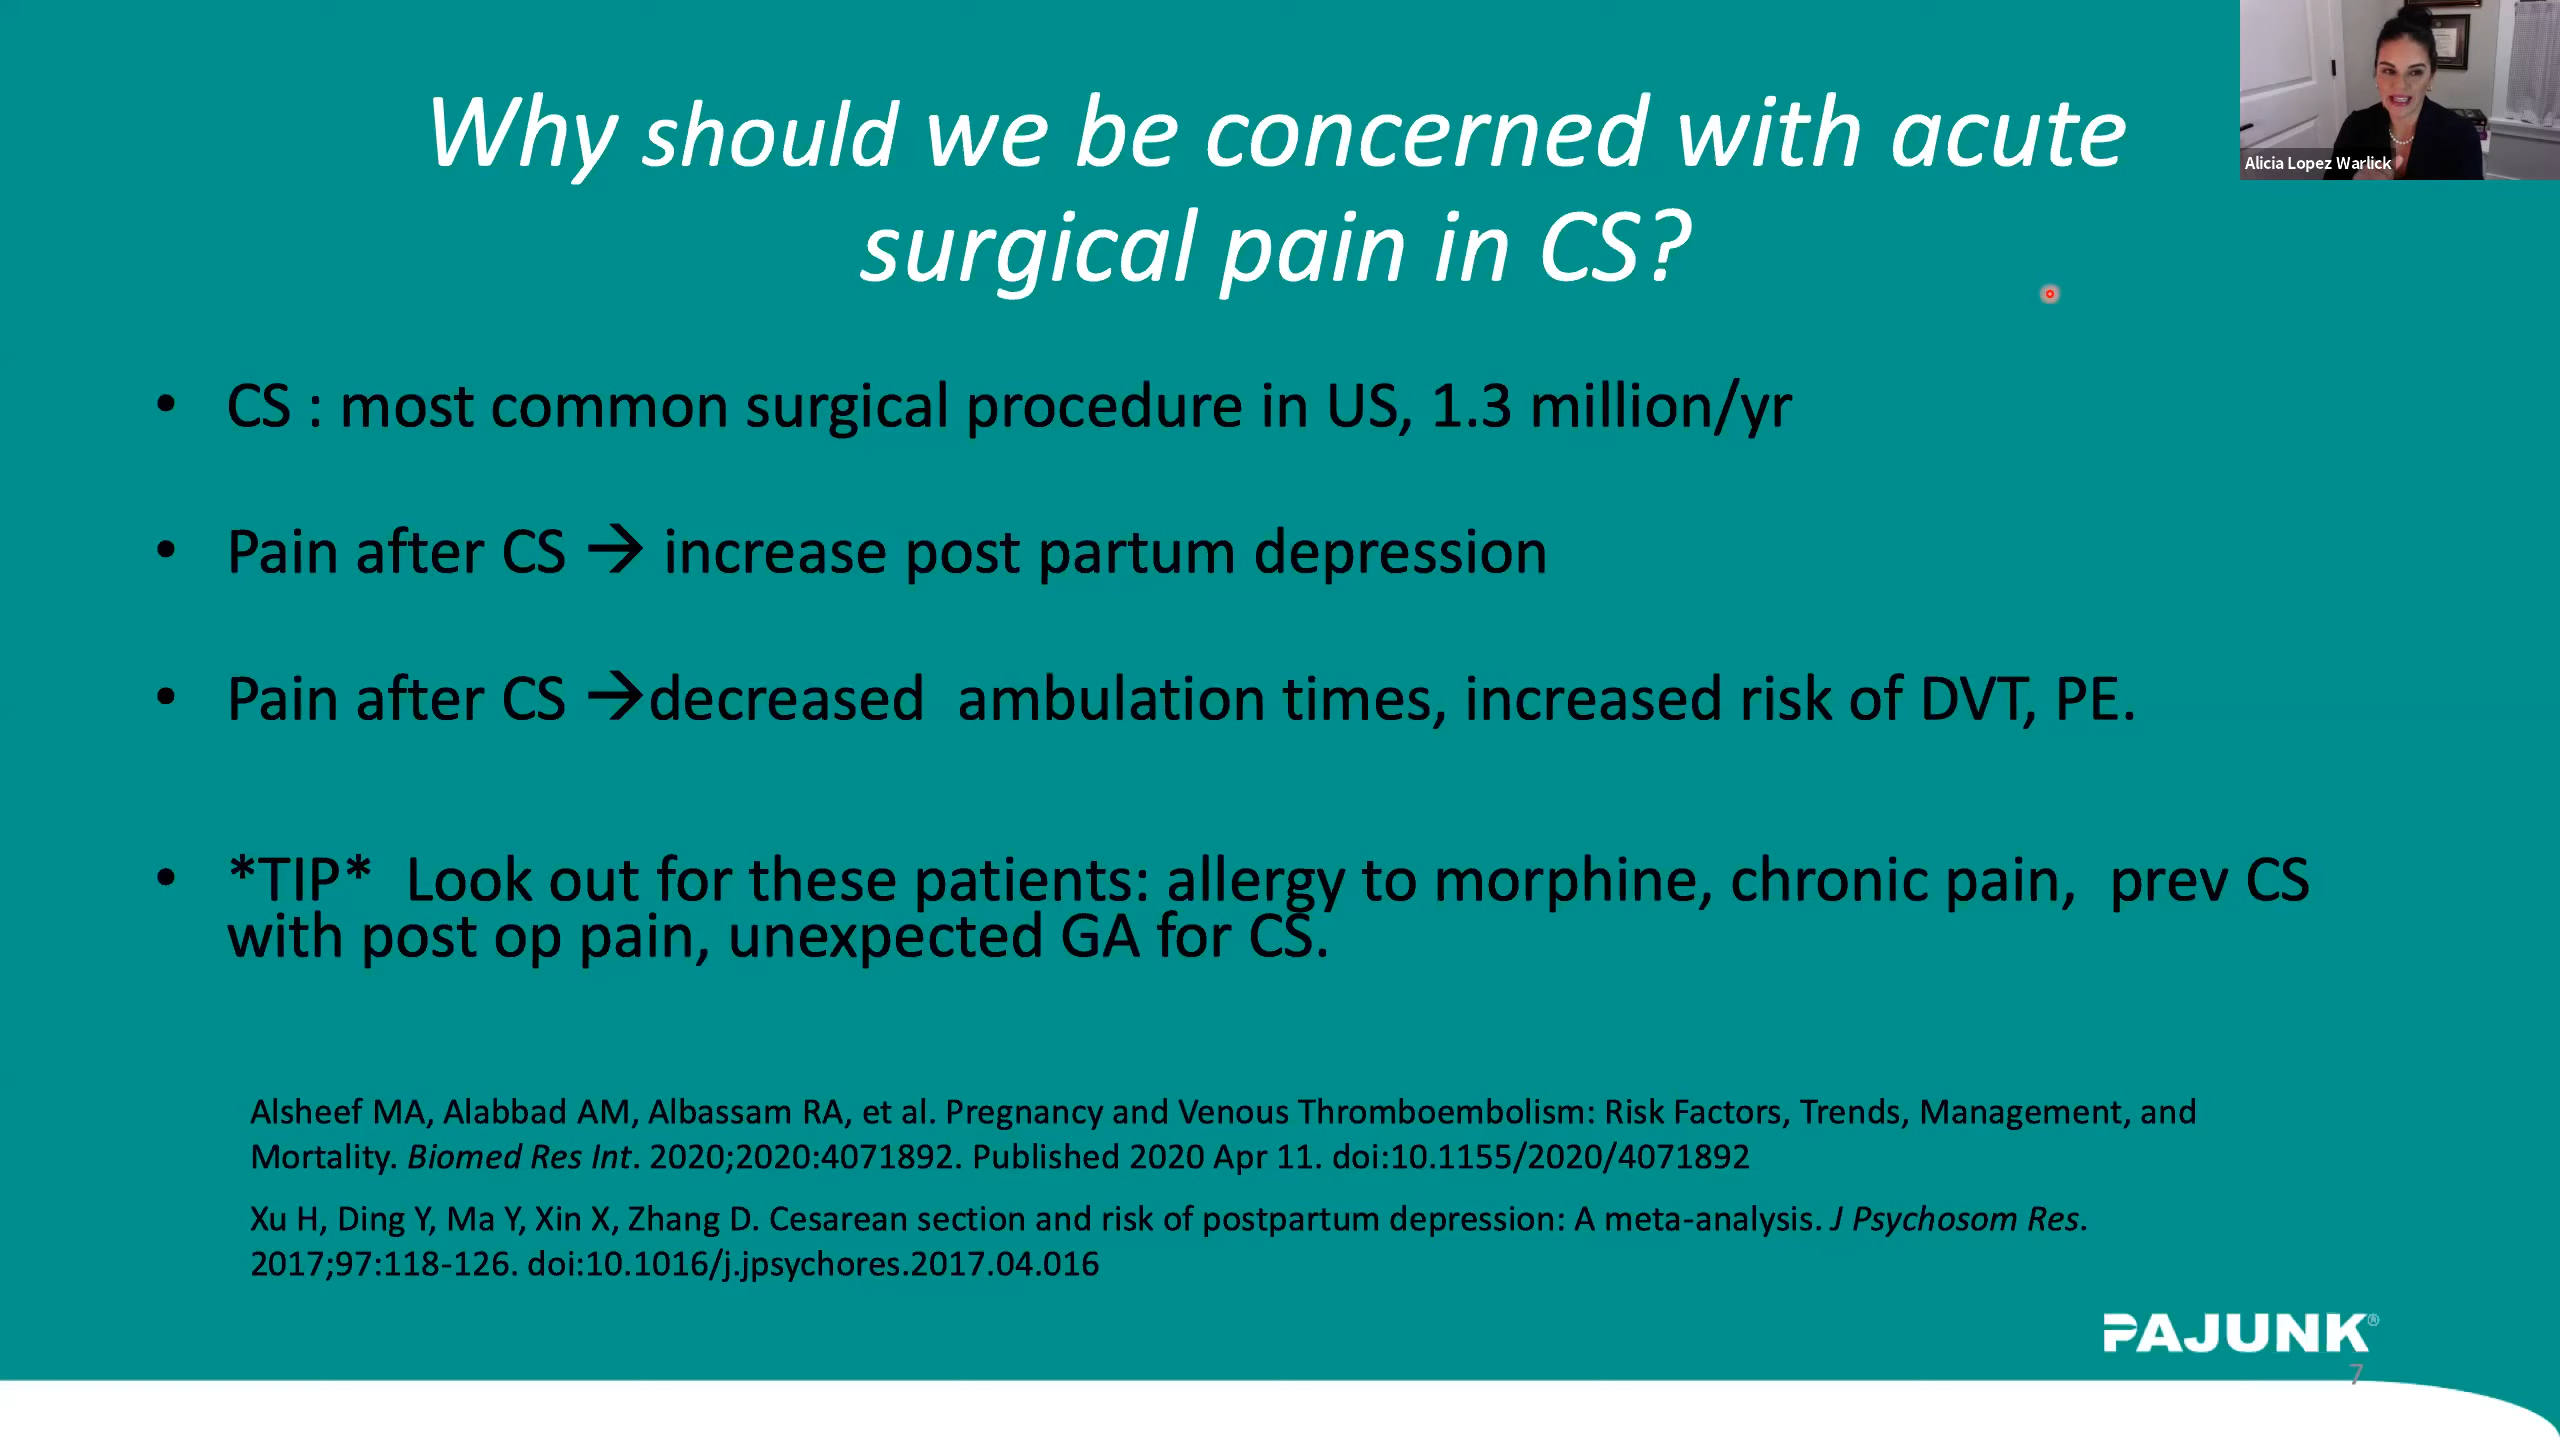 Why should we be concerned with acute
surgical pain in CS?
Alicia Lopez Warlick
• CS : most common surgical procedure in US, 1.3 million/yr
• Pain after CS → increase post partum depression
• Pain after CS →decreased  ambulation times, increased risk of DVT, PE.
• *TIP*  Look out for these patients: allergy to morphine, chronic pain,  prev CS
with post op pain, unexpected GA for CS.
Alsheef MA, Alabbad AM, Albassam RA, et al. Pregnancy and Venous Thromboembolism: Risk Factors, Trends, Management, and
Mortality. Biomed Res Int. 2020;2020:4071892. Published 2020 Apr 11. doi:10.1155/2020/4071892
Xu H, Ding Y, Ma Y, Xin X, Zhang D. Cesarean section and risk of postpartum depression: A meta-analysis. J Psychosom Res.
2017;97:118-126. doi:10.1016/j.jpsychores.2017.04.016
PAJUNK®
7